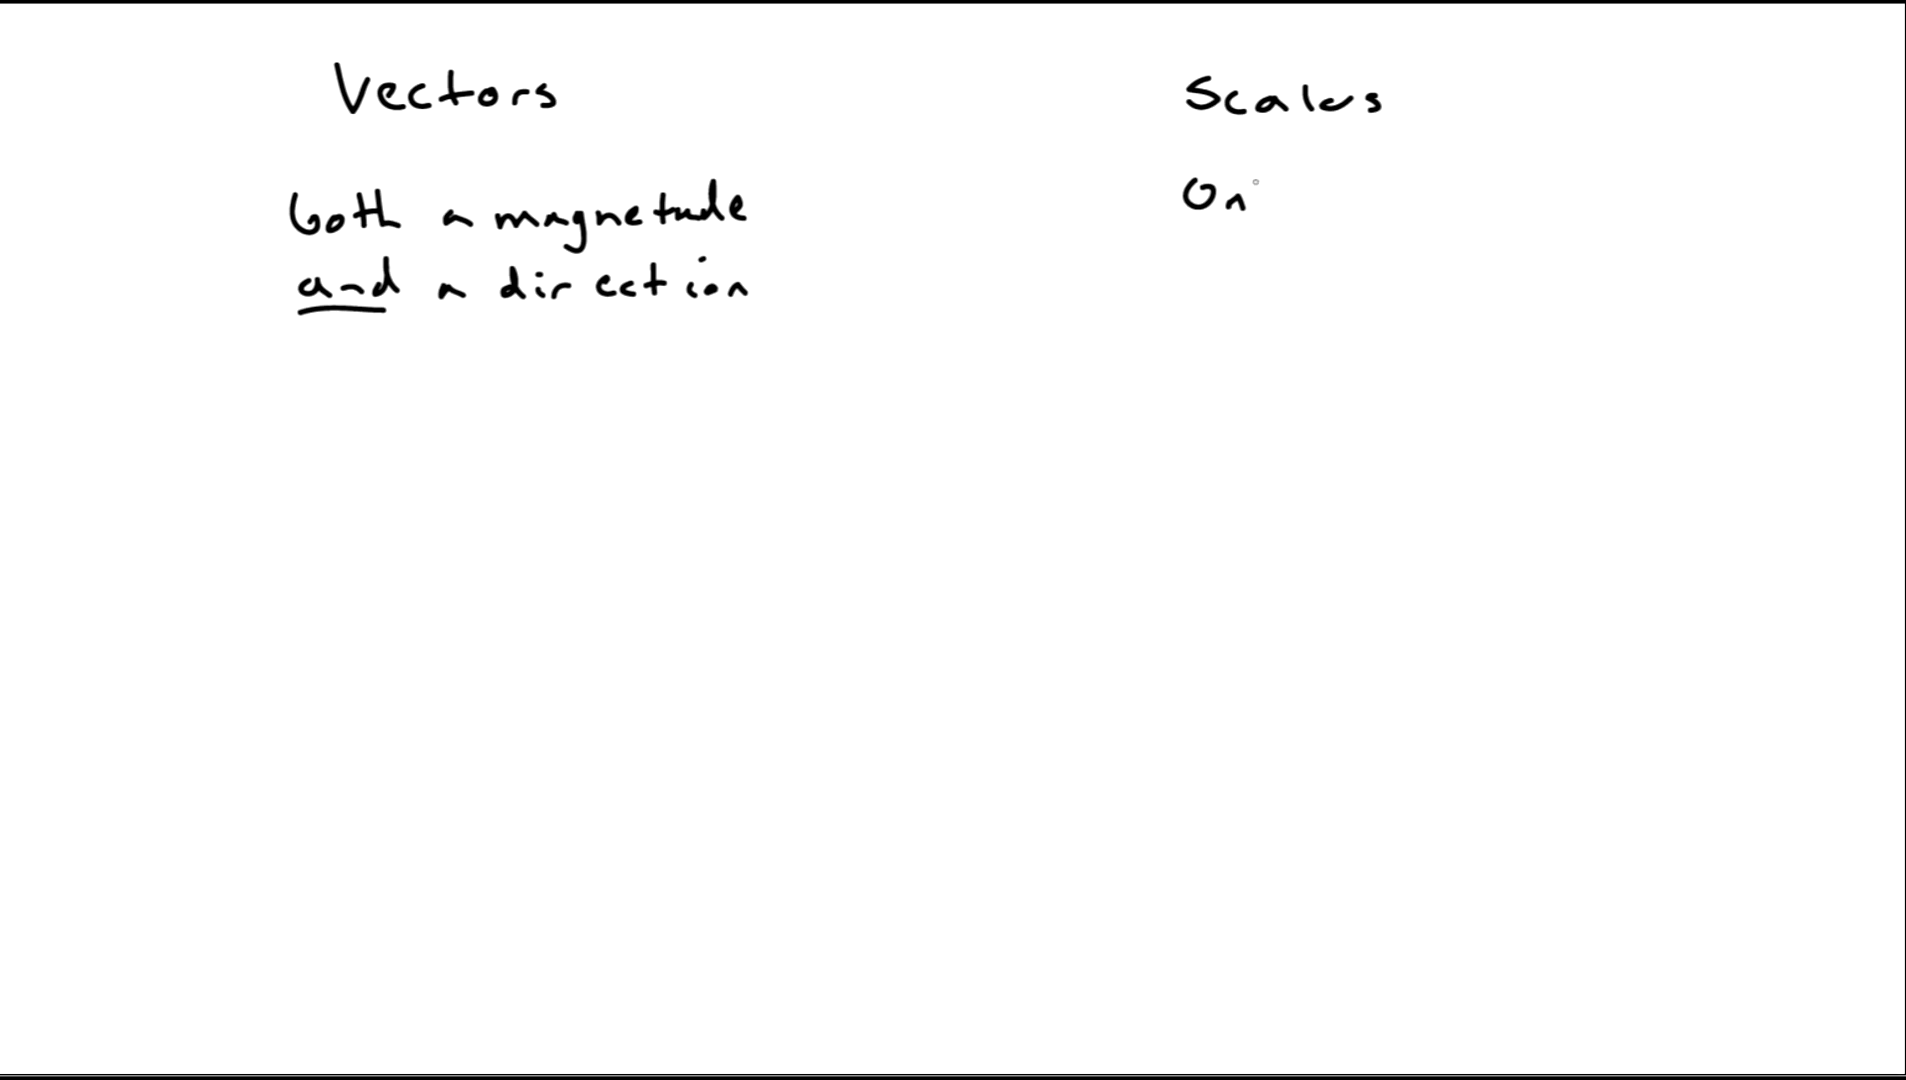 Vectors
Scalars
both a magnetude
and a direction
On